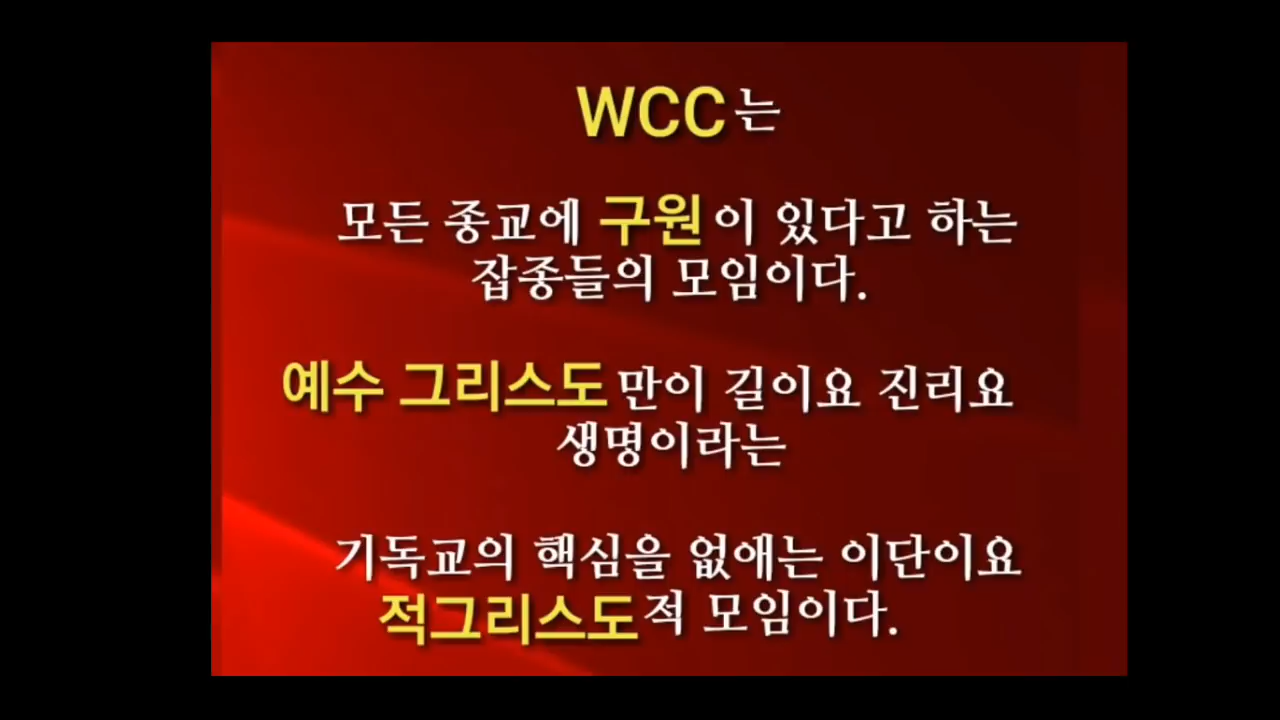 WCC는
모든 종교에 구원이 있다고 하는
잡종들의 모임이다.
예수 그리스도만이 길이요 진리요
생명이라는
기독교의 핵심을 없애는 이단이요
적그리스도적 모임이다.